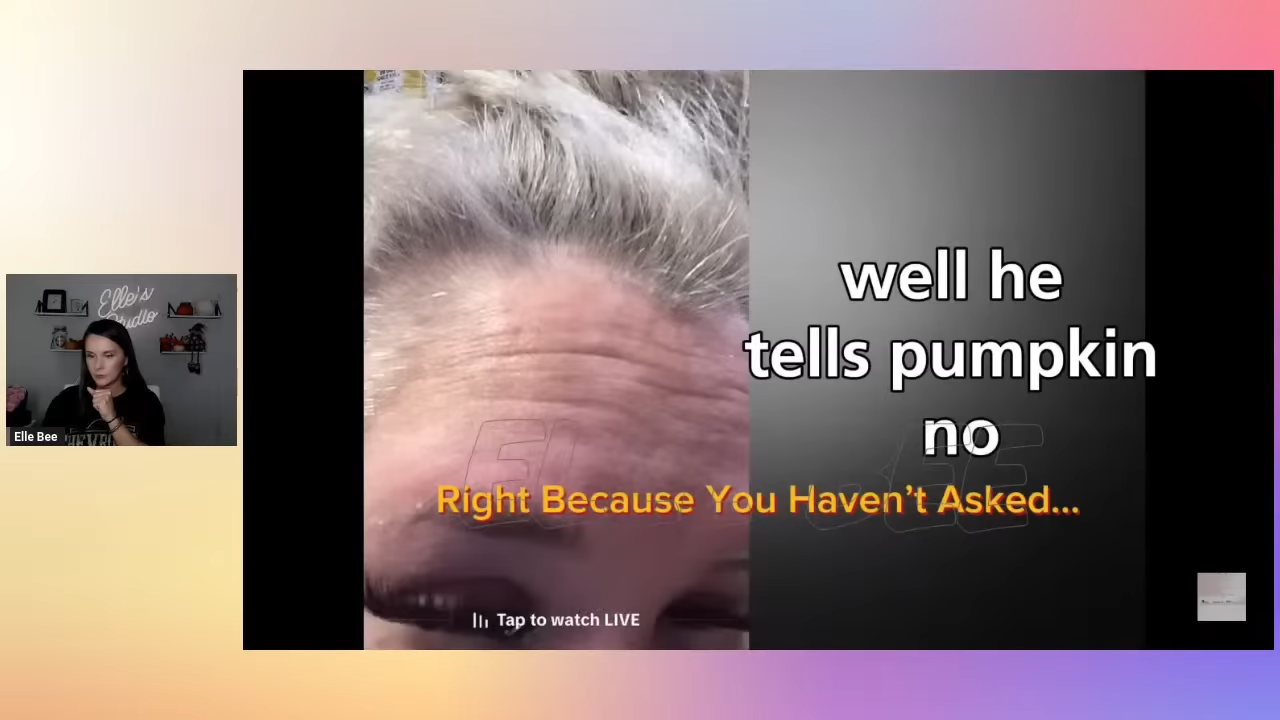 Elle's
Studio
Elle Bee
well he
tells pumpkin
no
Right Because You Haven't Asked...
Tap to watch LIVE